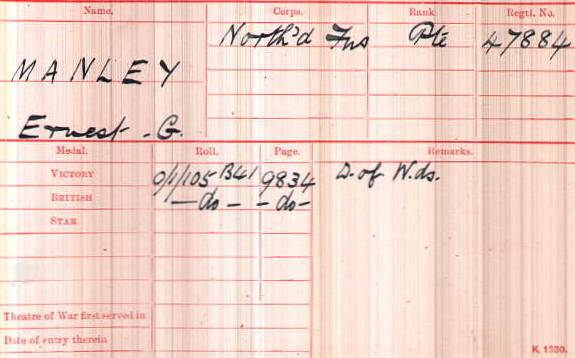 Name. Corps. Rank. Regtl. No.
North'd Fus Pte 47884
MANLEY
Ernest . G.
Medal. Roll. Page. Remarks.
VICTORY 0/1/105 B41 9834 D. of W.ds.
BRITISH — do — - do -
STAR
Theatre of War first served in
Date of entry therein
K. 1380.